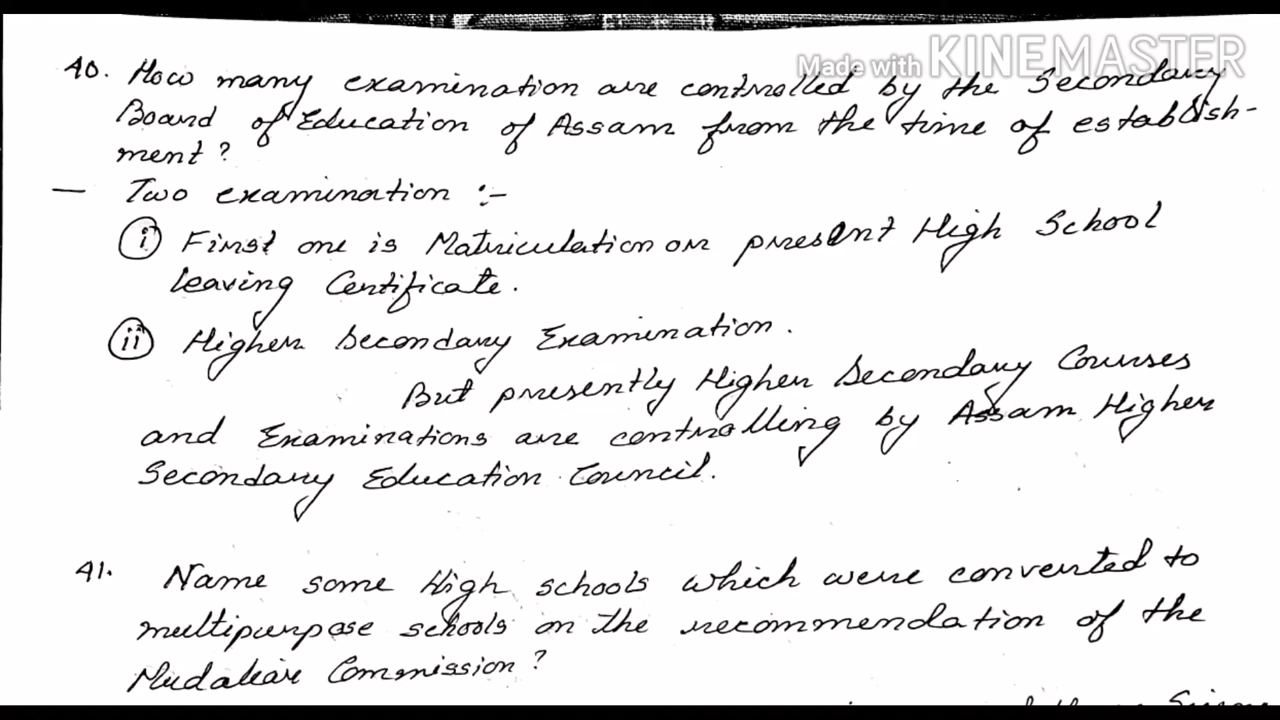 Made with KINEMASTER
40. How many examination are controlled by the Secondary
Board of Education of Assam from the time of establish-
ment?
— Two examination :-
(i) First one is Matriculation or present High School
leaving Certificate.
(ii) Higher Secondary Examination.
But presently Higher Secondary Courses
and Examinations are controlling by Assam Higher
Secondary Education Council.
41. Name some High schools which were converted to
multipurpose schools on the recommendation of the
Mudaliar Commission?